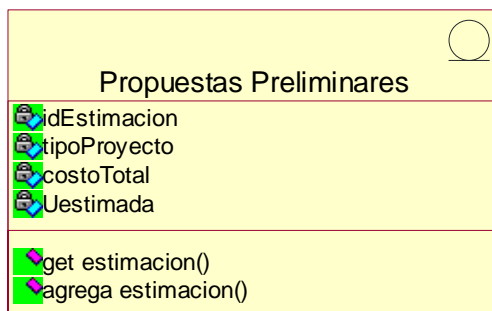 Propuestas Preliminares
idEstimacion
tipoProyecto
costoTotal
Uestimada
get estimacion()
agrega estimacion()